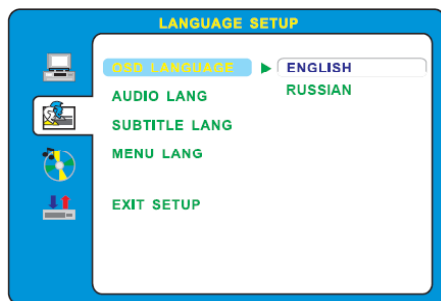 LANGUAGE SETUP
OSD LANGUAGE ENGLISH
AUDIO LANG RUSSIAN
SUBTITLE LANG
MENU LANG
EXIT SETUP